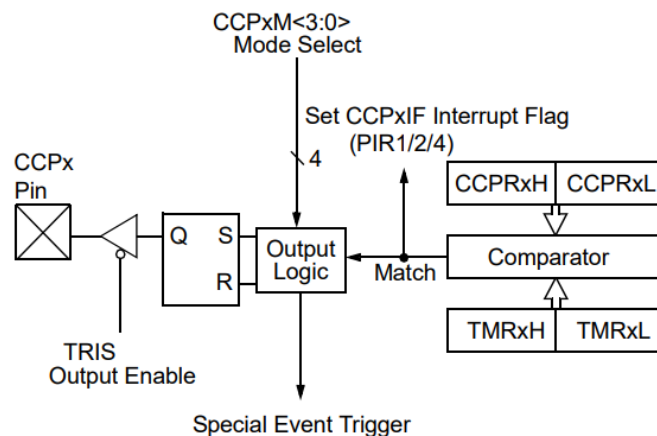 CCPxM<3:0>
Mode Select
Set CCPxIF Interrupt Flag
(PIR1/2/4)
4
CCPx
Pin
CCPRxH CCPRxL
Q S
R
Output
Logic
Match
Comparator
TMRxH TMRxL
TRIS
Output Enable
Special Event Trigger